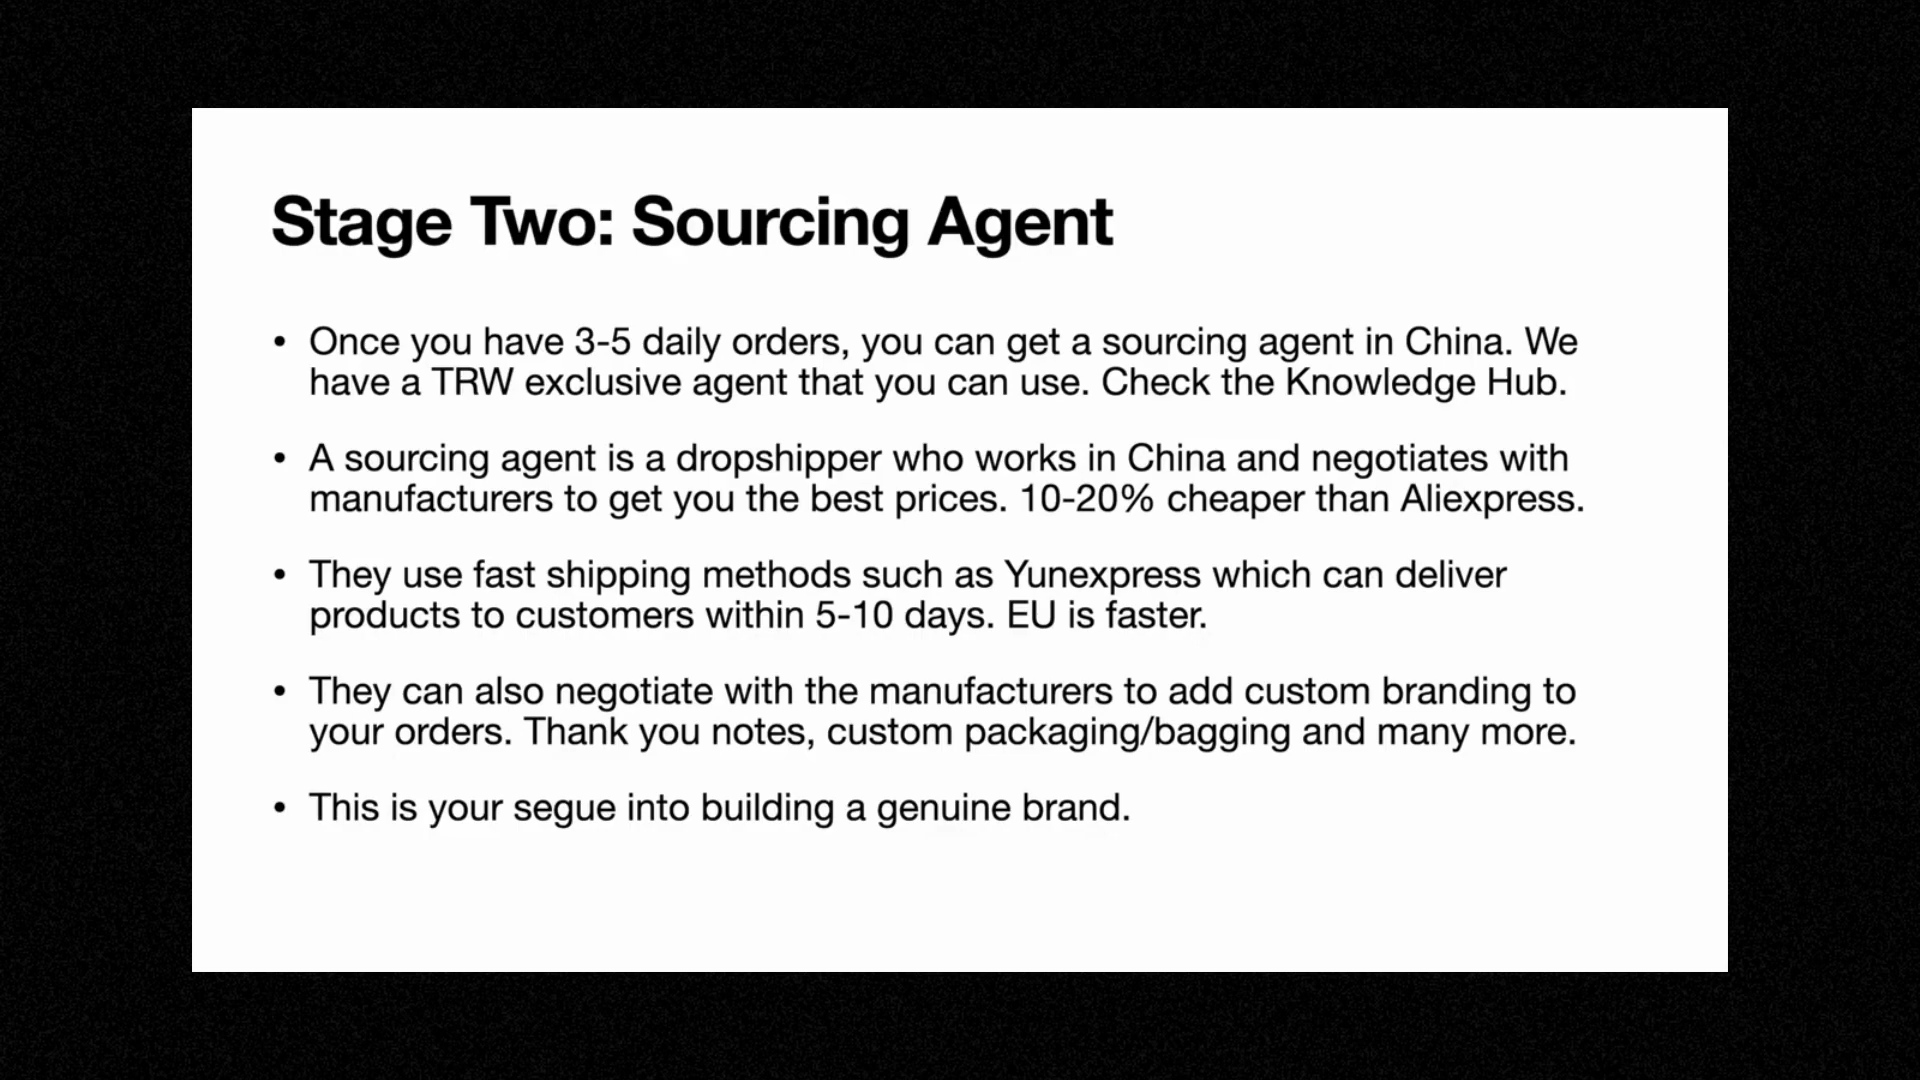 Stage Two: Sourcing Agent
• Once you have 3-5 daily orders, you can get a sourcing agent in China. We
have a TRW exclusive agent that you can use. Check the Knowledge Hub.
• A sourcing agent is a dropshipper who works in China and negotiates with
manufacturers to get you the best prices. 10-20% cheaper than Aliexpress.
• They use fast shipping methods such as Yunexpress which can deliver
products to customers within 5-10 days. EU is faster.
• They can also negotiate with the manufacturers to add custom branding to
your orders. Thank you notes, custom packaging/bagging and many more.
• This is your segue into building a genuine brand.